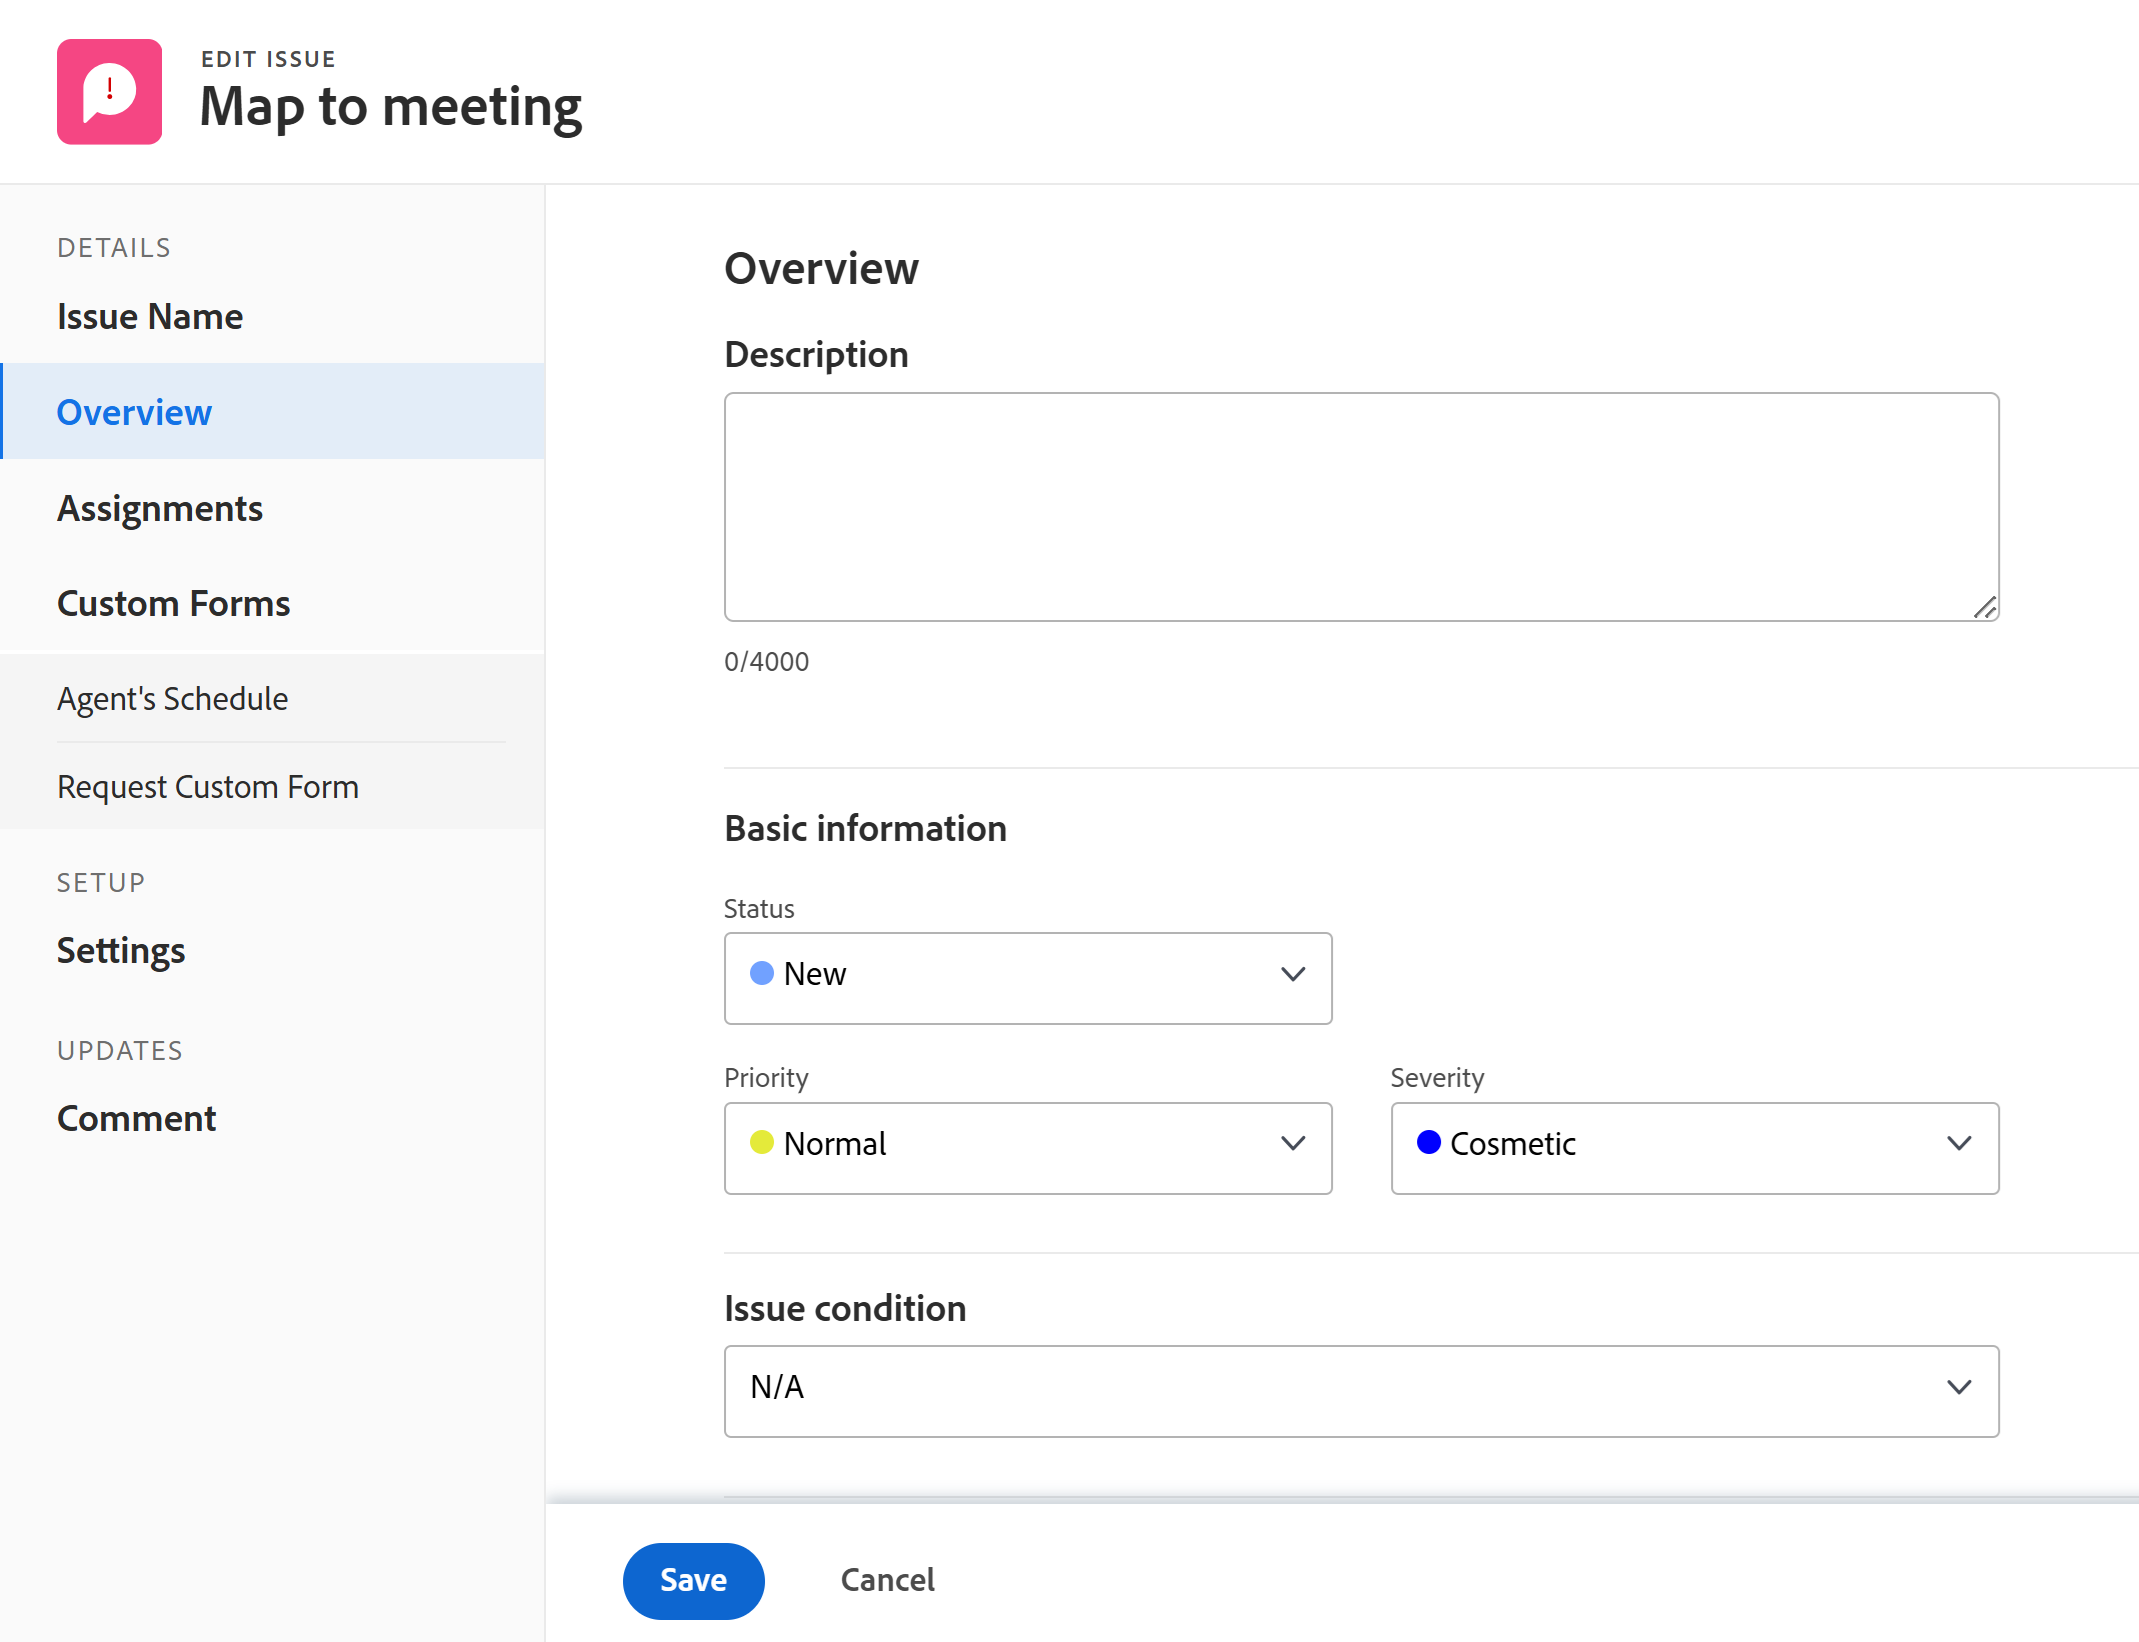 EDIT ISSUE
Map to meeting
DETAILS
Issue Name
Overview
Assignments
Custom Forms
Agent's Schedule
Request Custom Form
SETUP
Settings
UPDATES
Comment
Overview
Description
0/4000
Basic information
Status
New
Priority
Severity
Normal
Cosmetic
Issue condition
N/A
Save
Cancel